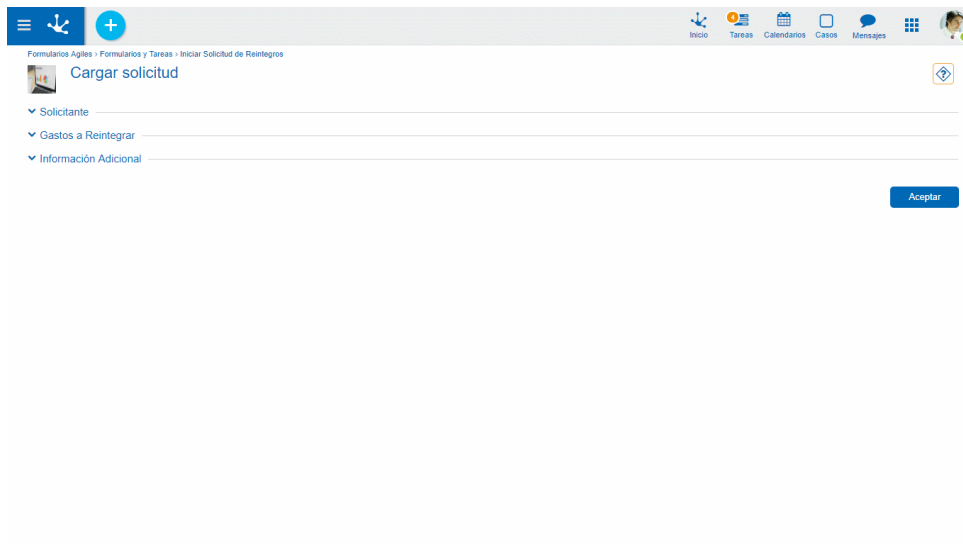 4
Inicio
Tareas
Calendarios
Casos
Mensajes
Formularios Agiles › Formularios y Tareas › Iniciar Solicitud de Reintegros
Cargar solicitud
?
Solicitante
Gastos a Reintegrar
Información Adicional
Aceptar